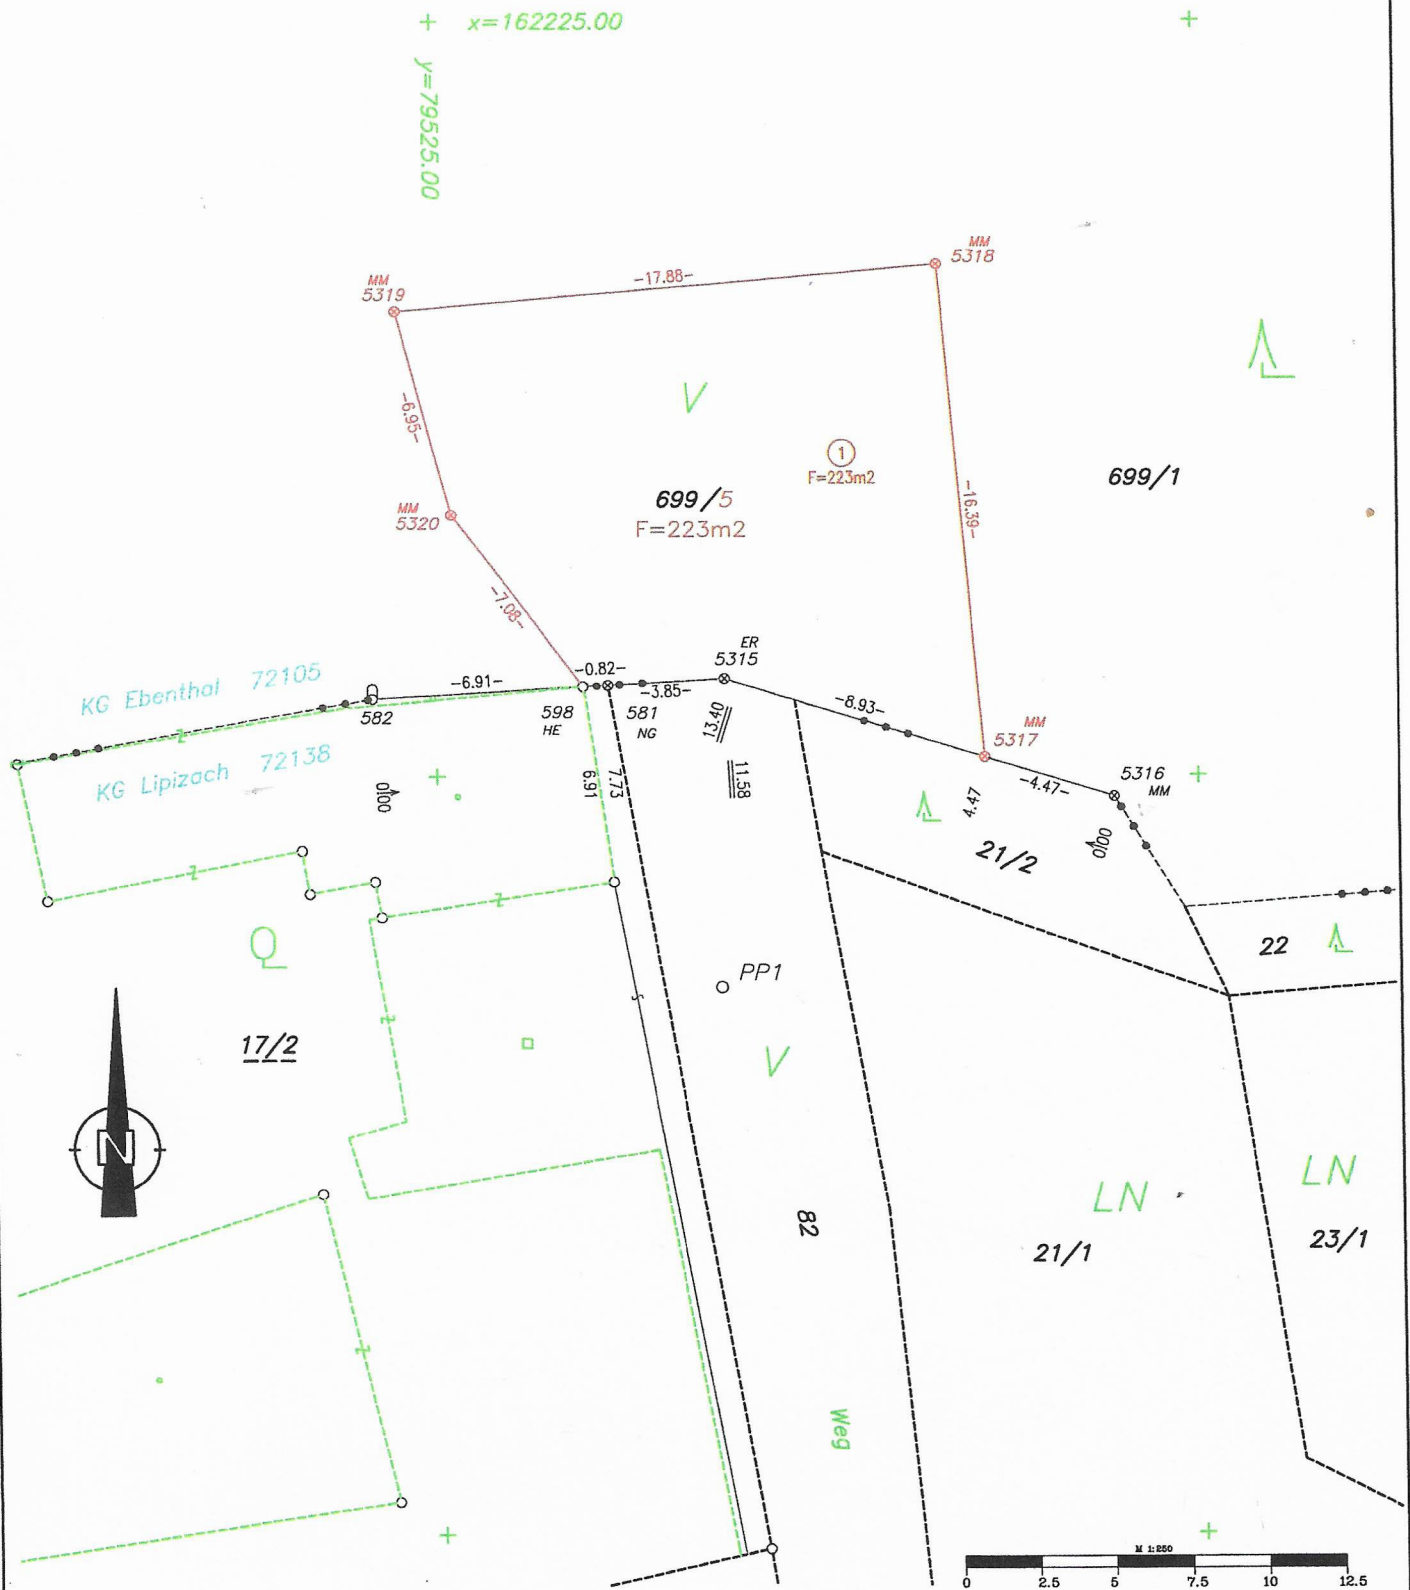 x=162225.00
y=79525.00
MM
5318
MM
5319
-17.88-
-6.95-
V
1
F=223m2
699/1
699/5
F=223m2
-16.39-
MM
5320
-7.08-
ER
5315
-0.82-
KG Ebenthal 72105
-6.91-
-3.85-
582
598
HE
581
NG
13.40
-8.93-
MM
5317
KG Lipizach 72138
6.91
7.73
11.58
0.00
-4.47-
5316
MM
4.47
0.00
21/2
22
PP1
17/2
V
N
LN
LN
82
21/1
23/1
Weg
M 1:250
0 2.5 5 7.5 10 12.5